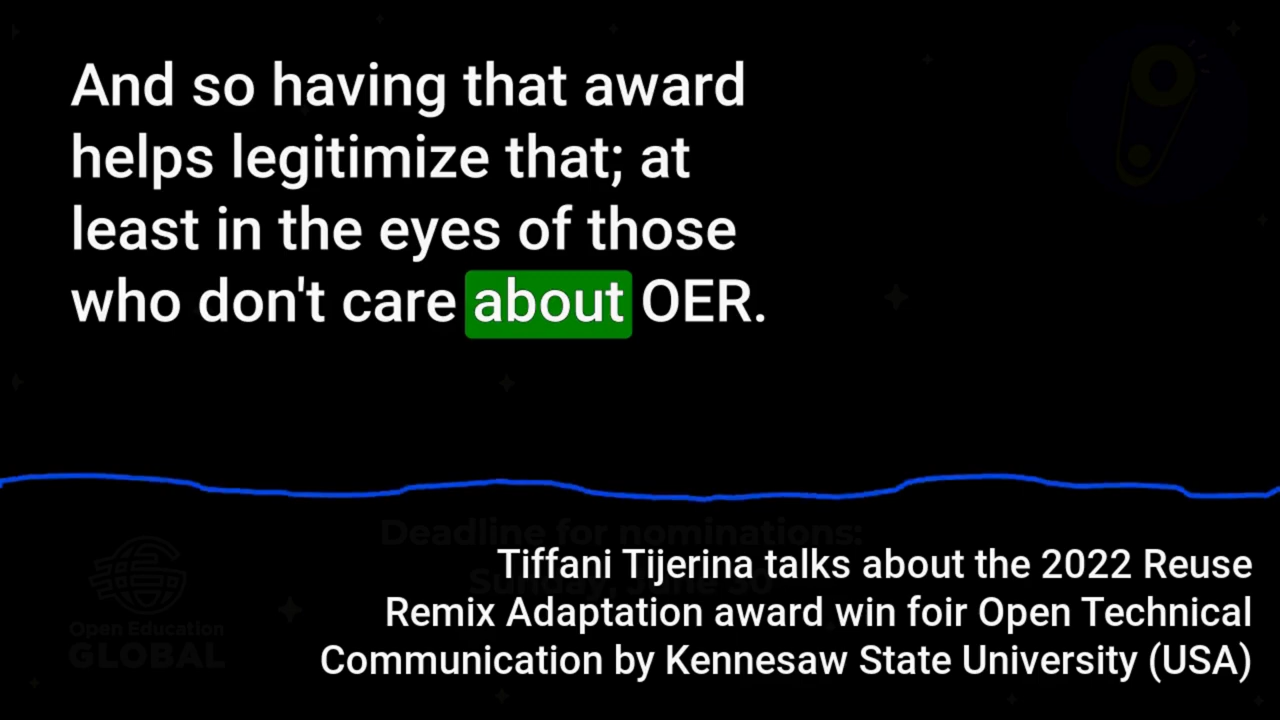 And so having that award
helps legitimize that; at
least in the eyes of those
who don't care about OER.
Deadline for nominations:
Tiffani Tijerina talks about the 2022 Reuse
Remix Adaptation award win foir Open Technical
Communication by Kennesaw State University (USA)
Open Education
GLOBAL